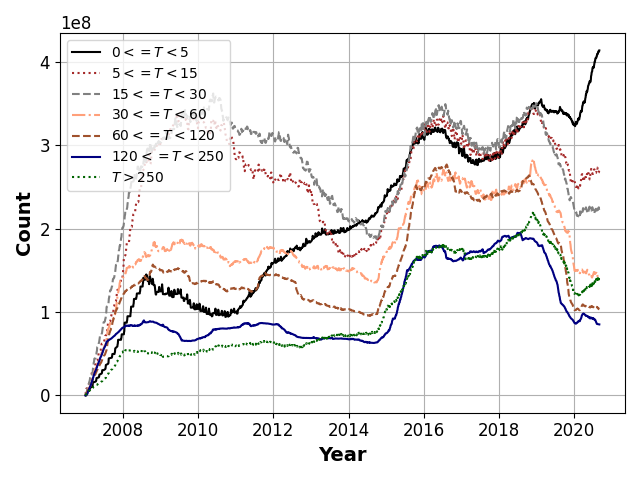 1e8
4
3
2
1
0
Count
0 <= T < 5
5 <= T < 15
15 <= T < 30
30 <= T < 60
60 <= T < 120
120 <= T < 250
T > 250
2008 2010 2012 2014 2016 2018 2020
Year